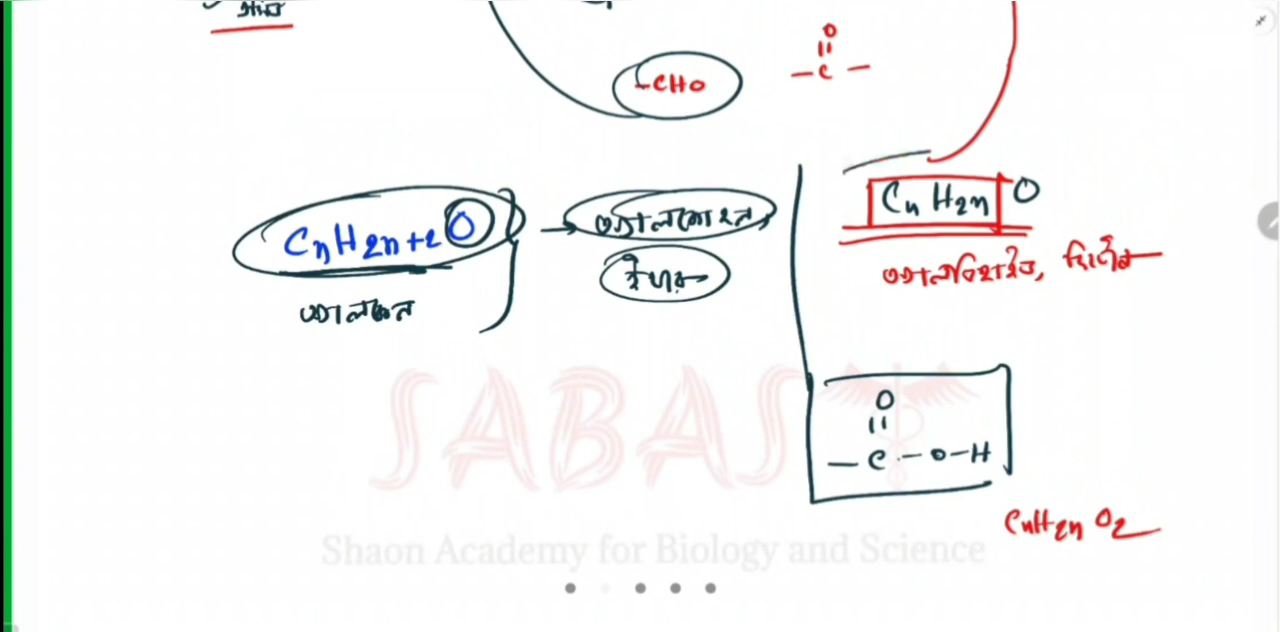 O
||
– C –
–CHO
CnH2n+2O
অ্যালকোহল,
ইথার
CnH2nO
অ্যালকেন
অ্যালডিহাইড, কিটোন
O
||
– C – O – H
CnH2nO2
SABAS
Shaon Academy for Biology and Science